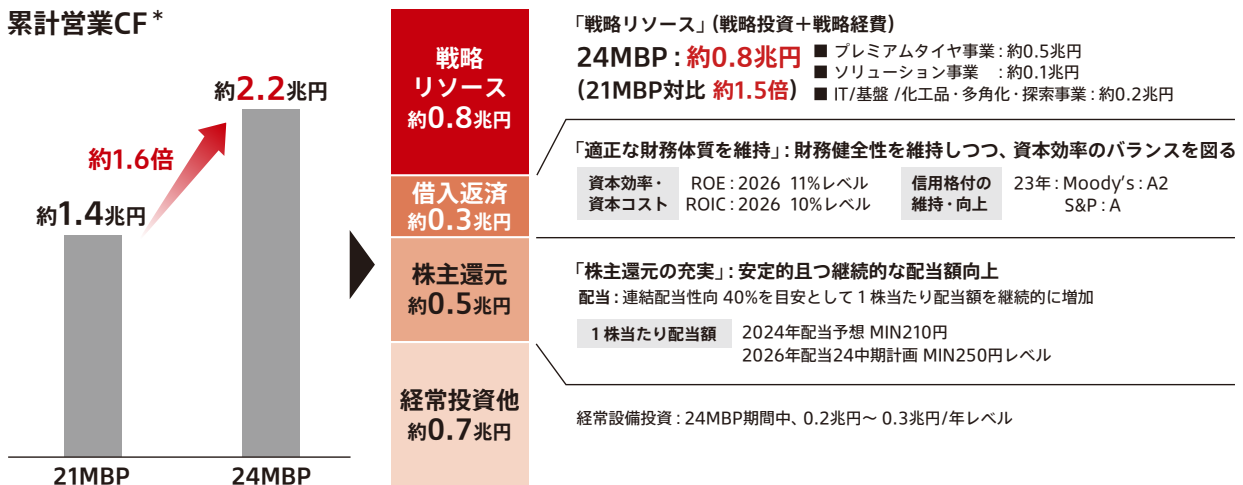 累計営業CF*
約2.2兆円
約1.6倍
約1.4兆円
21MBP
24MBP
戦略
リソース
約0.8兆円
借入返済
約0.3兆円
株主還元
約0.5兆円
経常投資他
約0.7兆円
「戦略リソース」(戦略投資+戦略経費)
24MBP:約0.8兆円
(21MBP対比 約1.5倍)
■ プレミアムタイヤ事業:約0.5兆円
■ ソリューション事業 :約0.1兆円
■ IT/基盤 /化工品・多角化・探索事業:約0.2兆円
「適正な財務体質を維持」:財務健全性を維持しつつ、資本効率のバランスを図る
資本効率・
資本コスト
ROE:2026 11%レベル
ROIC:2026 10%レベル
信用格付の
維持・向上
23年:Moody's:A2
S&P:A
「株主還元の充実」:安定的且つ継続的な配当額向上
配当:連結配当性向 40%を目安として1株当たり配当額を継続的に増加
1株当たり配当額
2024年配当予想 MIN210円
2026年配当24中期計画 MIN250円レベル
経常設備投資:24MBP期間中、0.2兆円～0.3兆円/年レベル